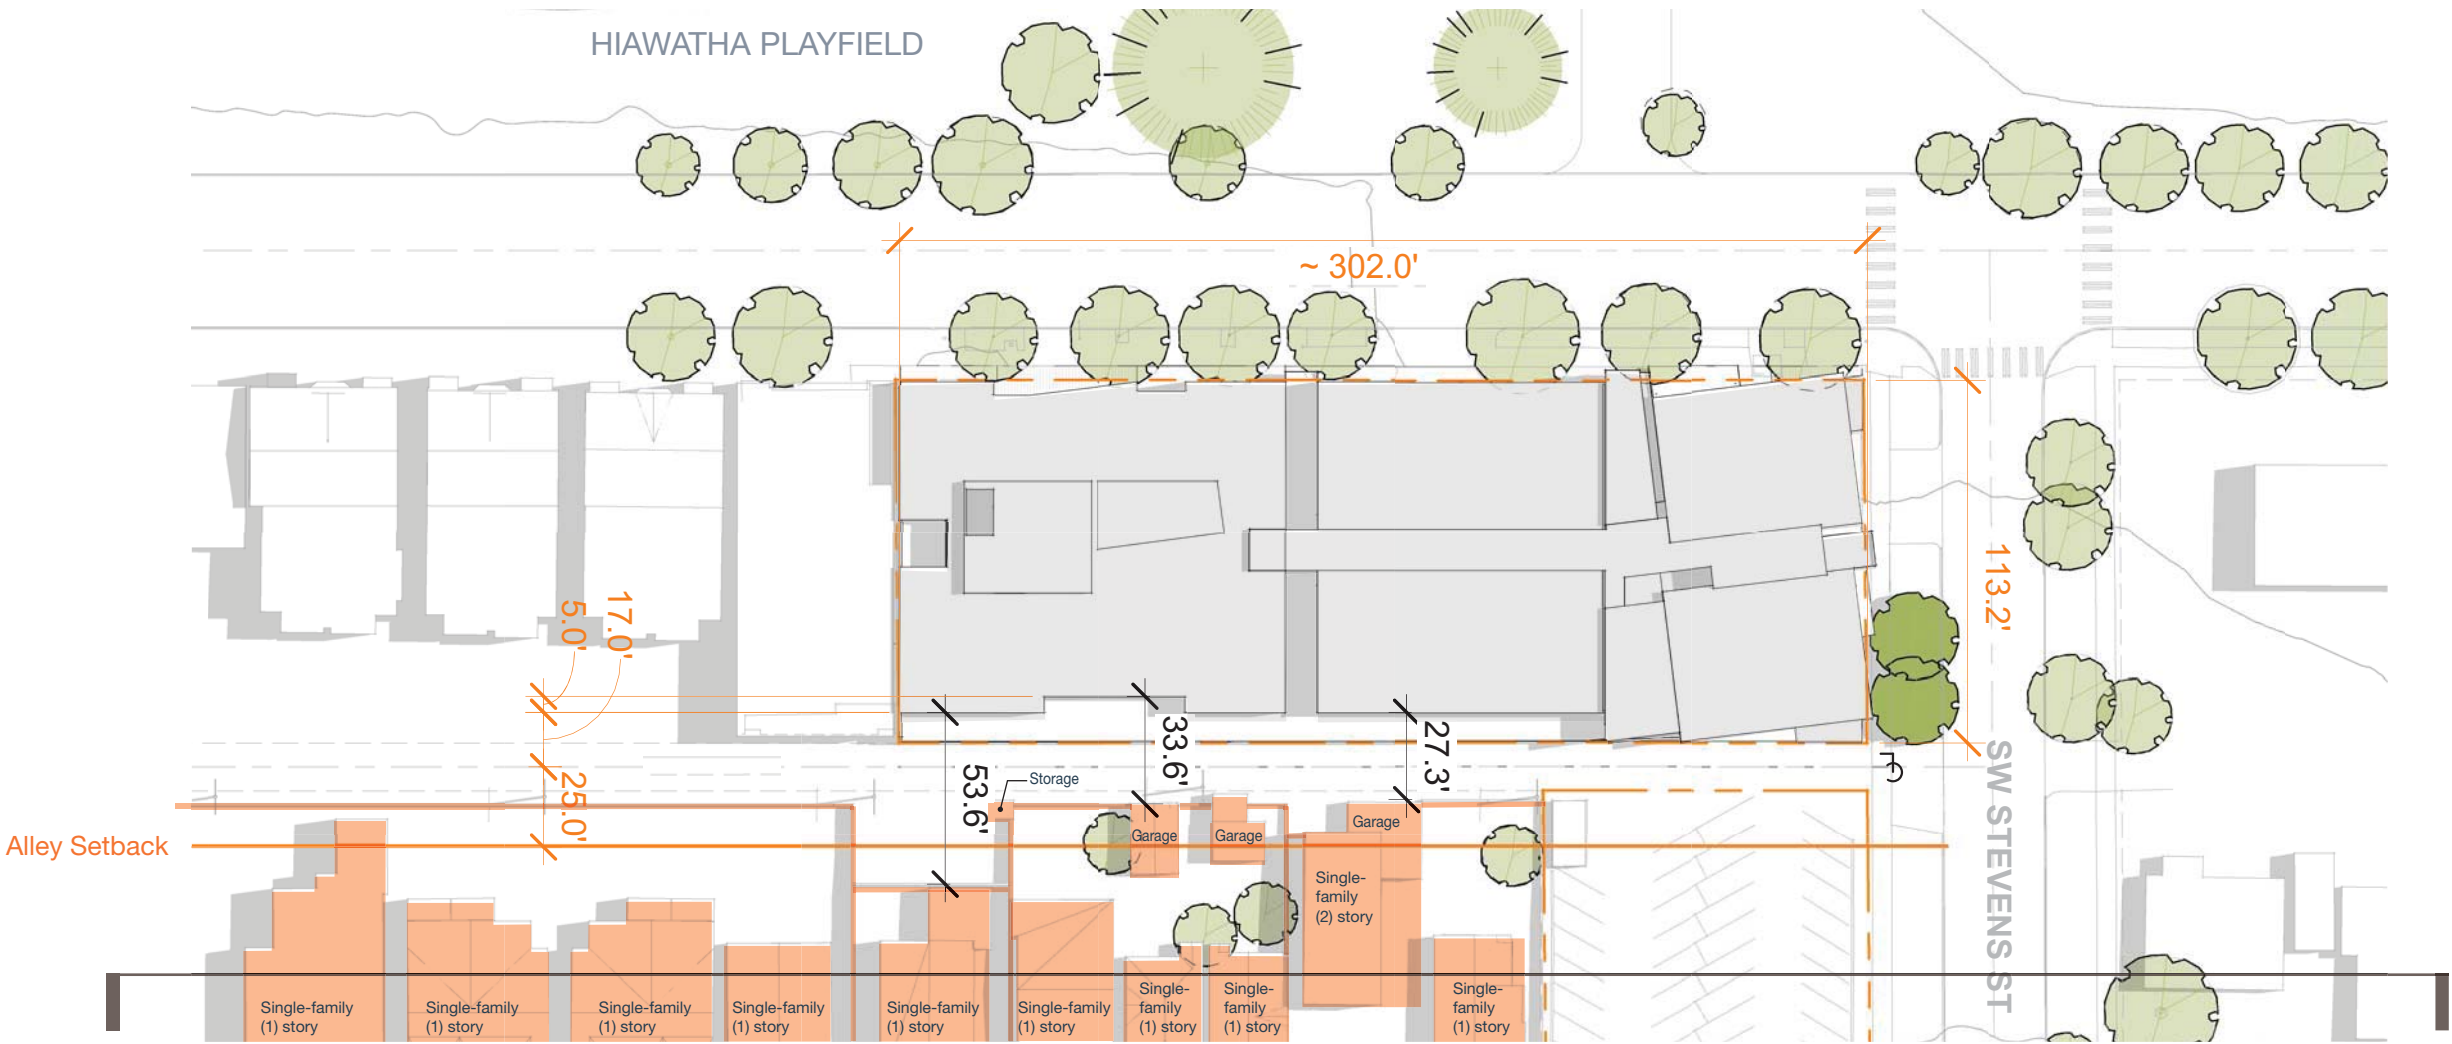 HIAWATHA PLAYFIELD
~ 302.0'
113.2'
17.0'
5.0'
33.6'
27.3'
53.6'
25.0'
Storage
SW STEVENS ST
Alley Setback
Garage
Garage
Garage
Single-
family
(2) story
Single-family
(1) story
Single-family
(1) story
Single-family
(1) story
Single-family
(1) story
Single-family
(1) story
Single-family
(1) story
Single-
family
(1) story
Single-
family
(1) story
Single-
family
(1) story